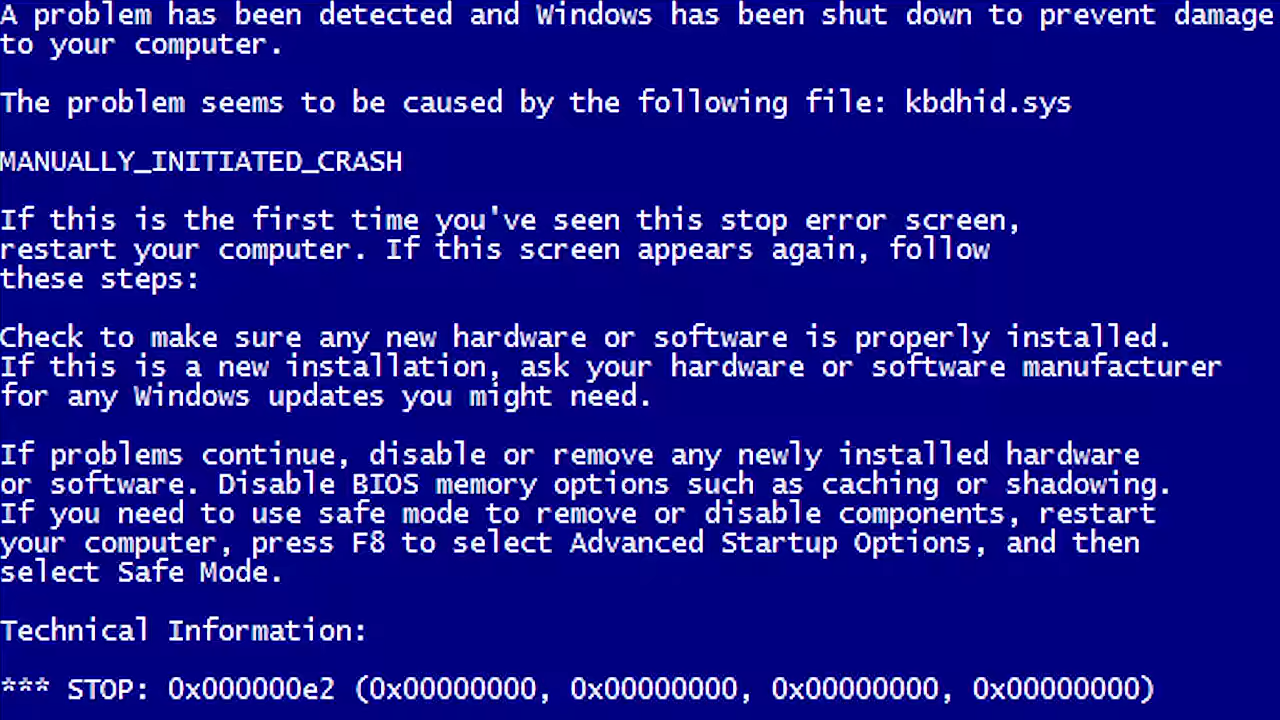 A problem has been detected and Windows has been shut down to prevent damage
to your computer.
The problem seems to be caused by the following file: kbdhid.sys
MANUALLY_INITIATED_CRASH
If this is the first time you've seen this stop error screen,
restart your computer. If this screen appears again, follow
these steps:
Check to make sure any new hardware or software is properly installed.
If this is a new installation, ask your hardware or software manufacturer
for any Windows updates you might need.
If problems continue, disable or remove any newly installed hardware
or software. Disable BIOS memory options such as caching or shadowing.
If you need to use safe mode to remove or disable components, restart
your computer, press F8 to select Advanced Startup Options, and then
select Safe Mode.
Technical Information:
*** STOP: 0x000000e2 (0x00000000, 0x00000000, 0x00000000, 0x00000000)